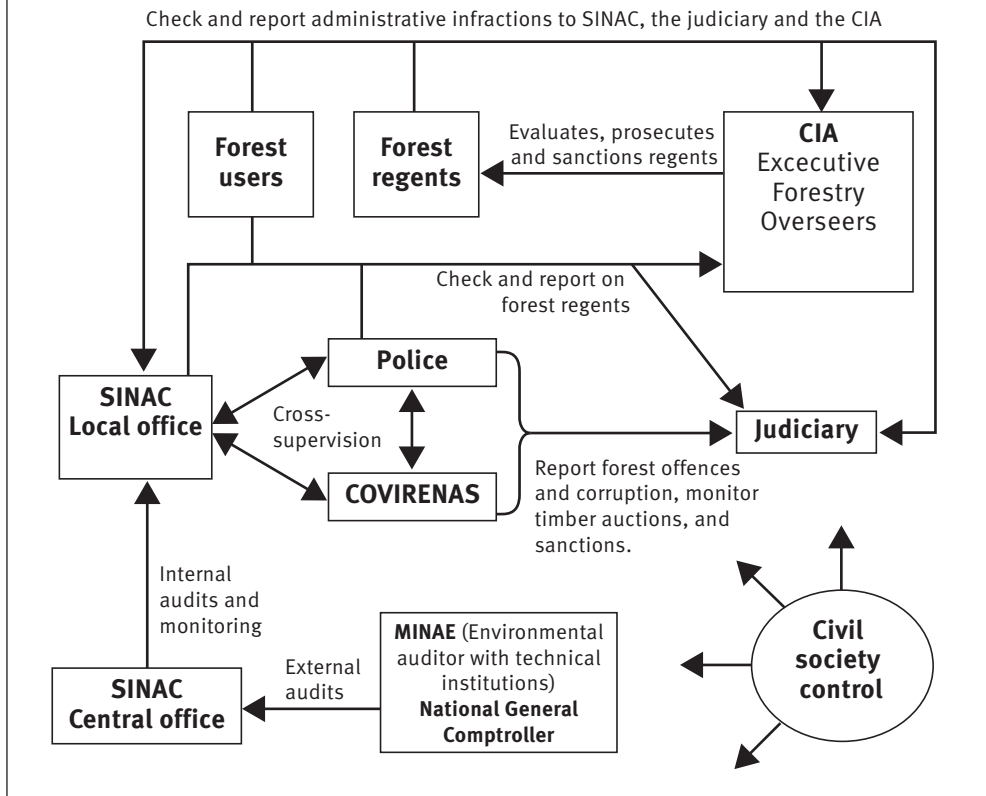 Check and report administrative infractions to SINAC, the judiciary and the CIA
Forest
users
Forest
regents
Evaluates, prosecutes
and sanctions regents
CIA
Excecutive
Forestry
Overseers
Check and report on
forest regents
Police
SINAC
Local office
Cross-
supervision
COVIRENAS
Judiciary
Report forest offences
and corruption, monitor
timber auctions, and
sanctions.
Internal
audits and
monitoring
SINAC
Central office
External
audits
MINAE (Environmental
auditor with technical
institutions)
National General
Comptroller
Civil
society
control